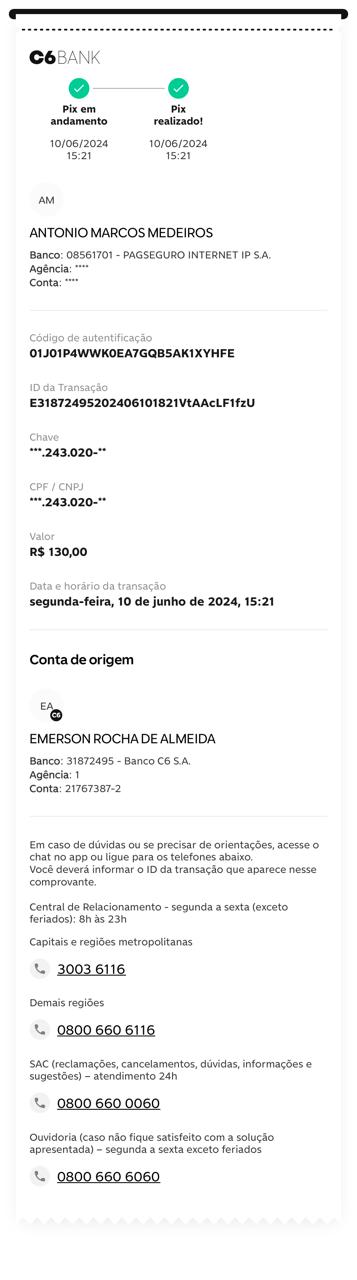 C6BANK
Pix em
andamento
Pix
realizado!
10/06/2024
15:21
10/06/2024
15:21
AM
ANTONIO MARCOS MEDEIROS
Banco: 08561701 - PAGSEGURO INTERNET IP S.A.
Agência: ****
Conta: ****
Código de autentificação
01J01P4WWK0EA7GQB5AK1XYHFE
ID da Transação
E31872495202406101821VtAAcLF1fzU
Chave
***.243.020-**
CPF / CNPJ
***.243.020-**
Valor
R$ 130,00
Data e horário da transação
segunda-feira, 10 de junho de 2024, 15:21
Conta de origem
EA
C6
EMERSON ROCHA DE ALMEIDA
Banco: 31872495 - Banco C6 S.A.
Agência: 1
Conta: 21767387-2
Em caso de dúvidas ou se precisar de orientações, acesse o
chat no app ou ligue para os telefones abaixo.
Você deverá informar o ID da transação que aparece nesse
comprovante.
Central de Relacionamento - segunda a sexta (exceto
feriados): 8h às 23h
Capitais e regiões metropolitanas
3003 6116
Demais regiões
0800 660 6116
SAC (reclamações, cancelamentos, dúvidas, informações e
sugestões) – atendimento 24h
0800 660 0060
Ouvidoria (caso não fique satisfeito com a solução
apresentada) – segunda a sexta exceto feriados
0800 660 6060